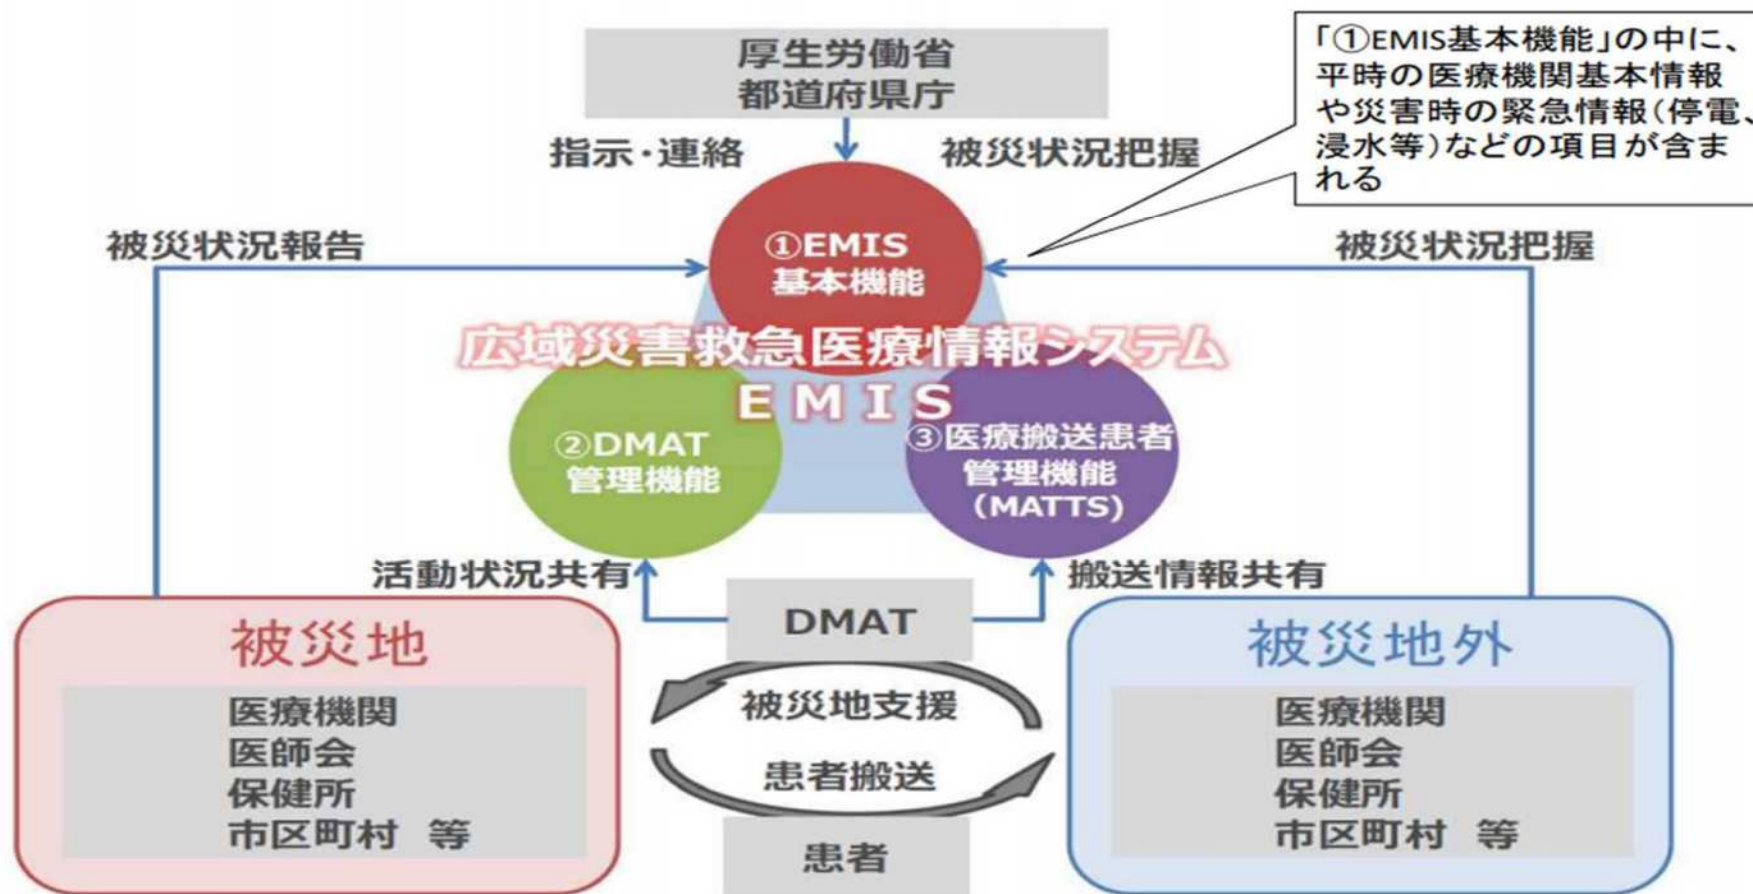 厚生労働省
都道府県庁
「①EMIS基本機能」の中に、
平時の医療機関基本情報
や災害時の緊急情報(停電、
浸水等)などの項目が含ま
れる
指示・連絡
被災状況把握
被災状況報告
①EMIS
基本機能
被災状況把握
広域災害救急医療情報システム
EMIS
②DMAT
管理機能
③医療搬送患者
管理機能
(MATTS)
活動状況共有
搬送情報共有
DMAT
被災地
医療機関
医師会
保健所
市区町村 等
被災地支援
患者搬送
患者
被災地外
医療機関
医師会
保健所
市区町村 等